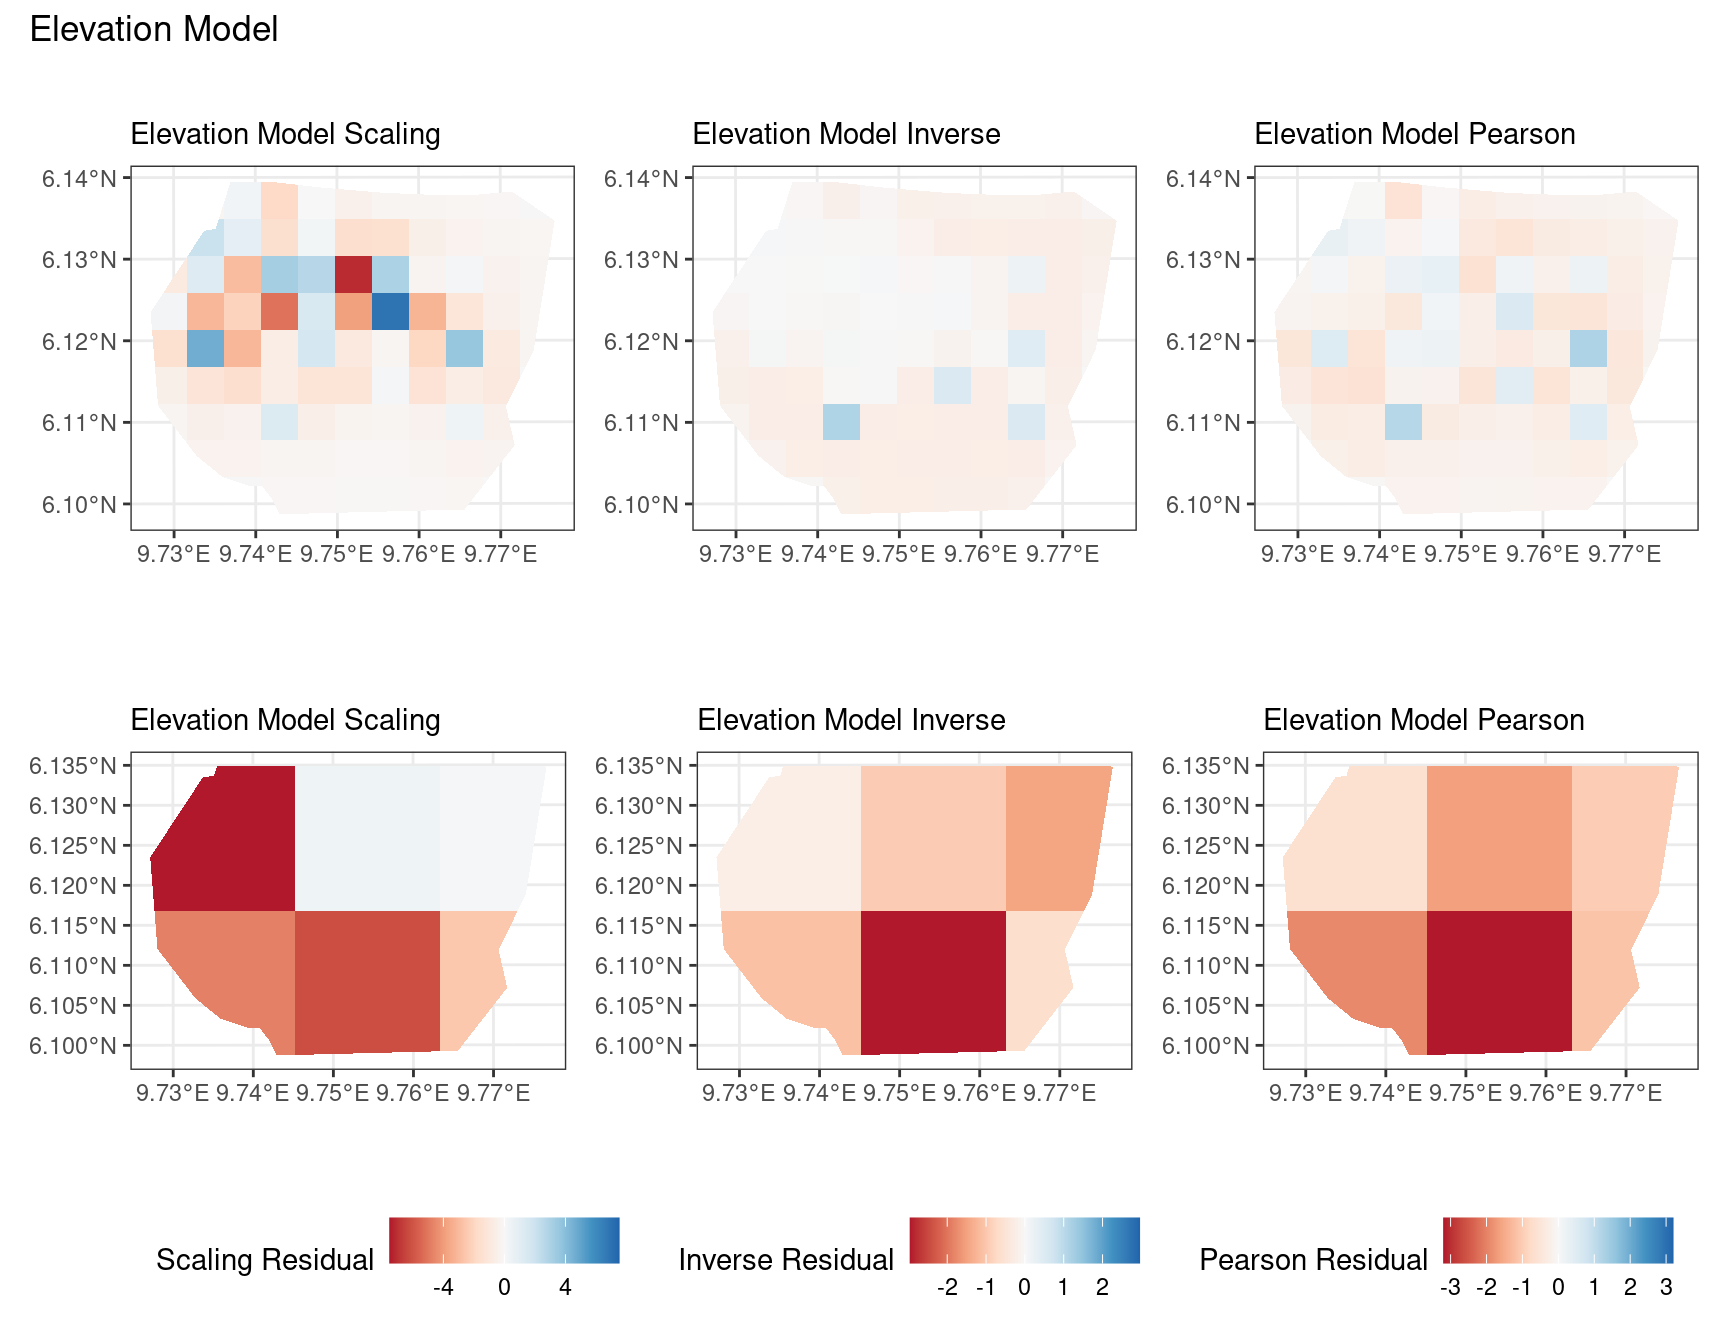 Elevation Model
Elevation Model Scaling
6.14°N
6.13°N
6.12°N
6.11°N
6.10°N
9.73°E 9.74°E 9.75°E 9.76°E 9.77°E
Elevation Model Inverse
6.14°N
6.13°N
6.12°N
6.11°N
6.10°N
9.73°E 9.74°E 9.75°E 9.76°E 9.77°E
Elevation Model Pearson
6.14°N
6.13°N
6.12°N
6.11°N
6.10°N
9.73°E 9.74°E 9.75°E 9.76°E 9.77°E
Elevation Model Scaling
6.135°N
6.130°N
6.125°N
6.120°N
6.115°N
6.110°N
6.105°N
6.100°N
9.73°E 9.74°E 9.75°E 9.76°E 9.77°E
Elevation Model Inverse
6.135°N
6.130°N
6.125°N
6.120°N
6.115°N
6.110°N
6.105°N
6.100°N
9.73°E 9.74°E 9.75°E 9.76°E 9.77°E
Elevation Model Pearson
6.135°N
6.130°N
6.125°N
6.120°N
6.115°N
6.110°N
6.105°N
6.100°N
9.73°E 9.74°E 9.75°E 9.76°E 9.77°E
Scaling Residual
-4 0 4
Inverse Residual
-2 -1 0 1 2
Pearson Residual
-3 -2 -1 0 1 2 3